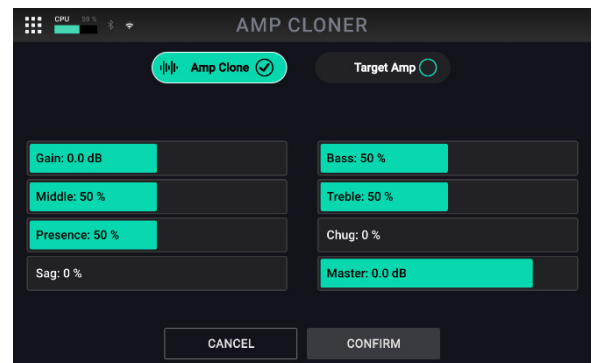 CPU 59 %
AMP CLONER
Amp Clone
Target Amp
Gain: 0.0 dB
Bass: 50 %
Middle: 50 %
Treble: 50 %
Presence: 50 %
Chug: 0 %
Sag: 0 %
Master: 0.0 dB
CANCEL
CONFIRM